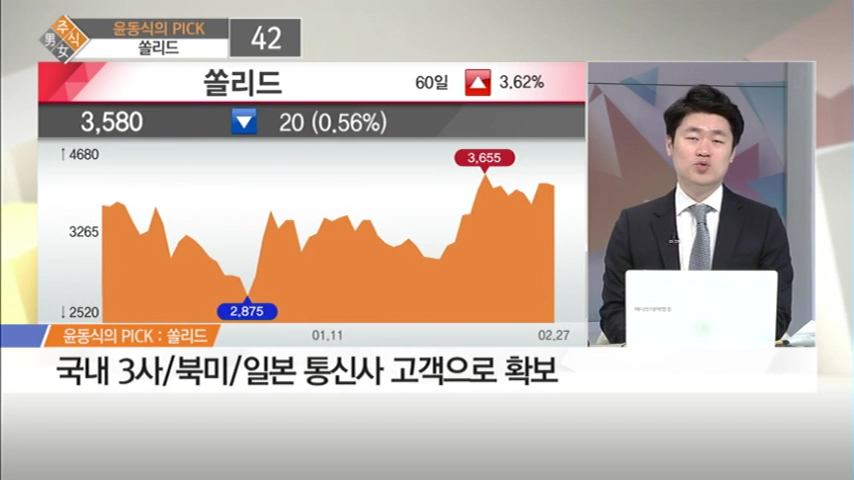 주식
男女
윤동식의 PICK
쏠리드
42
쏠리드
60일 ▲ 3.62%
3,580 ▼ 20 (0.56%)
↑4680
3,655
3265
2,875
↓2520
01,11
02,27
윤동식의 PICK : 쏠리드
국내 3사/북미/일본 통신사 고객으로 확보